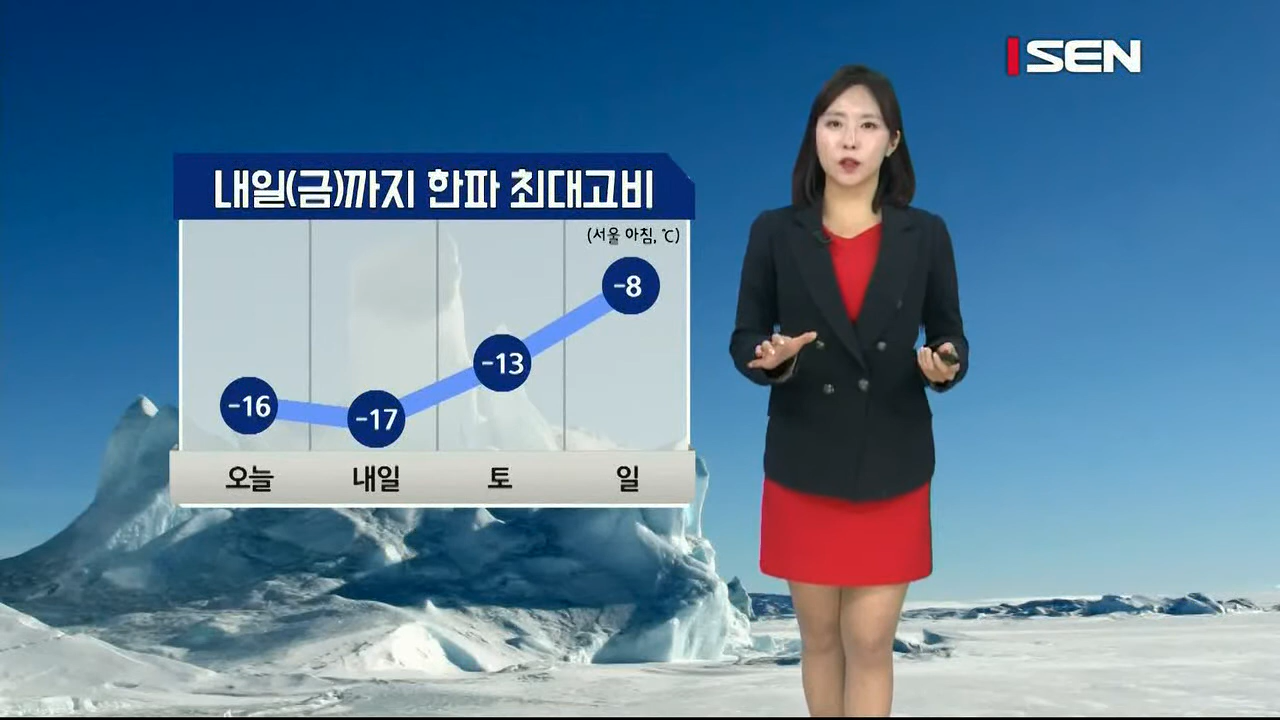 SEN
내일(금)까지 한파 최대고비
(서울 아침, ℃)
-16
-17
-13
-8
오늘
내일
토
일